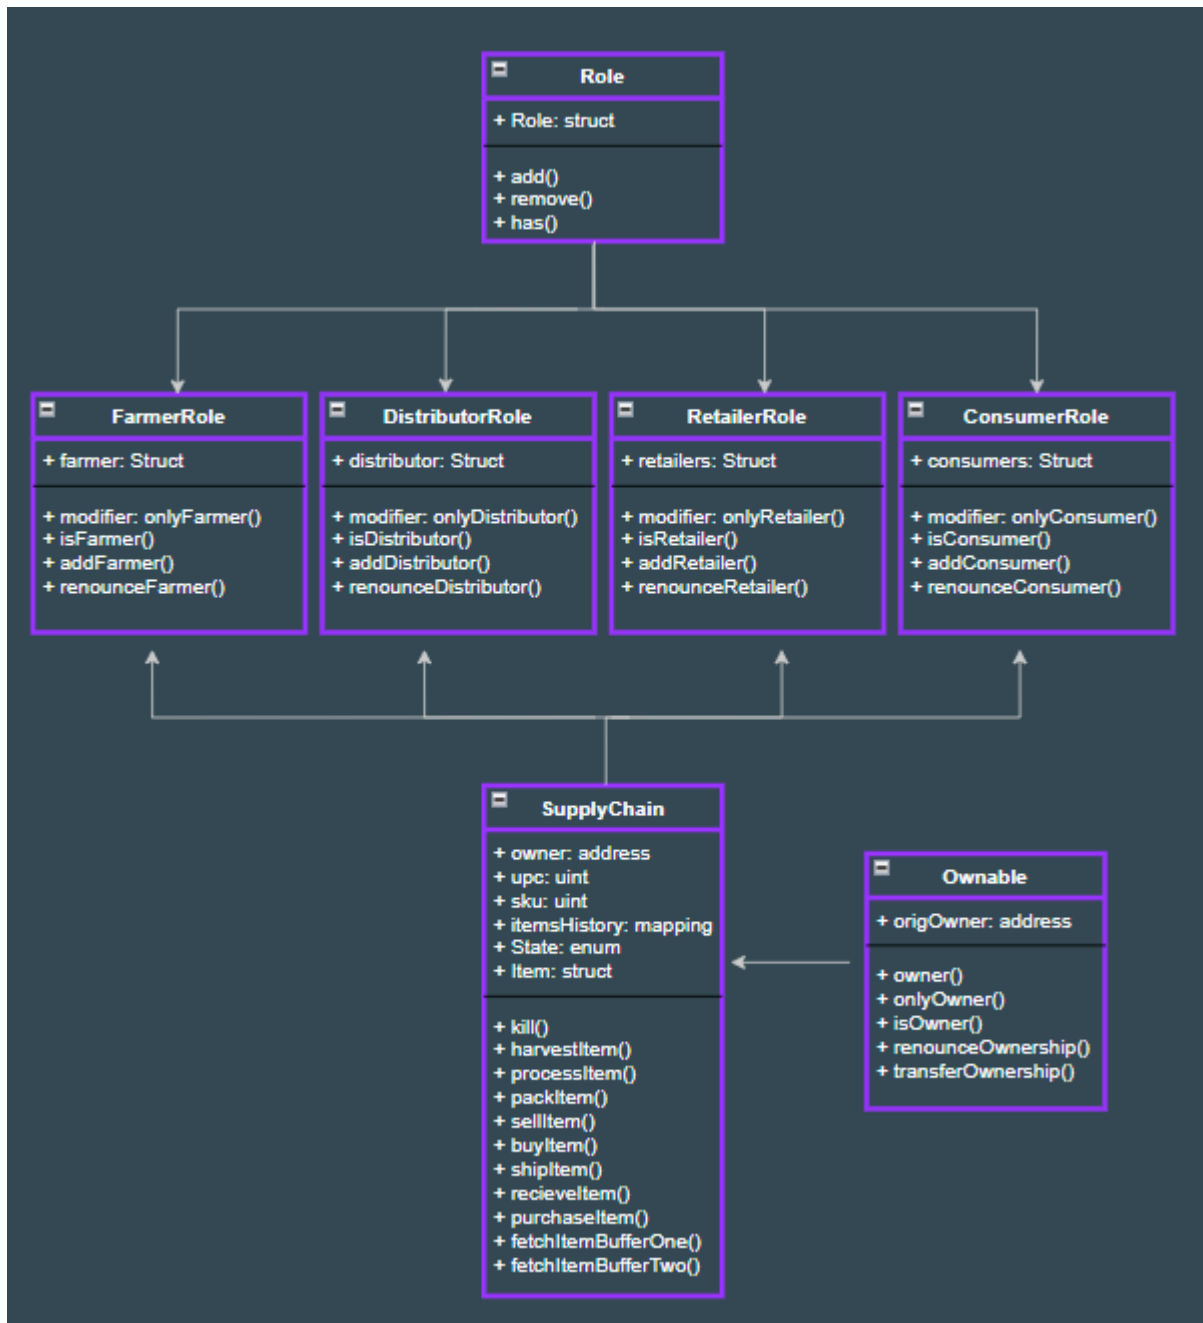 Role
+ Role: struct
+ add()
+ remove()
+ has()
FarmerRole
+ farmer: Struct
+ modifier: onlyFarmer()
+ isFarmer()
+ addFarmer()
+ renounceFarmer()
DistributorRole
+ distributor: Struct
+ modifier: onlyDistributor()
+ isDistributor()
+ addDistributor()
+ renounceDistributor()
RetailerRole
+ retailers: Struct
+ modifier: onlyRetailer()
+ isRetailer()
+ addRetailer()
+ renounceRetailer()
ConsumerRole
+ consumers: Struct
+ modifier: onlyConsumer()
+ isConsumer()
+ addConsumer()
+ renounceConsumer()
SupplyChain
+ owner: address
+ upc: uint
+ sku: uint
+ itemsHistory: mapping
+ State: enum
+ Item: struct
+ kill()
+ harvestItem()
+ processItem()
+ packItem()
+ sellItem()
+ buyItem()
+ shipItem()
+ recieveItem()
+ purchaseItem()
+ fetchItemBufferOne()
+ fetchItemBufferTwo()
Ownable
+ origOwner: address
+ owner()
+ onlyOwner()
+ isOwner()
+ renounceOwnership()
+ transferOwnership()